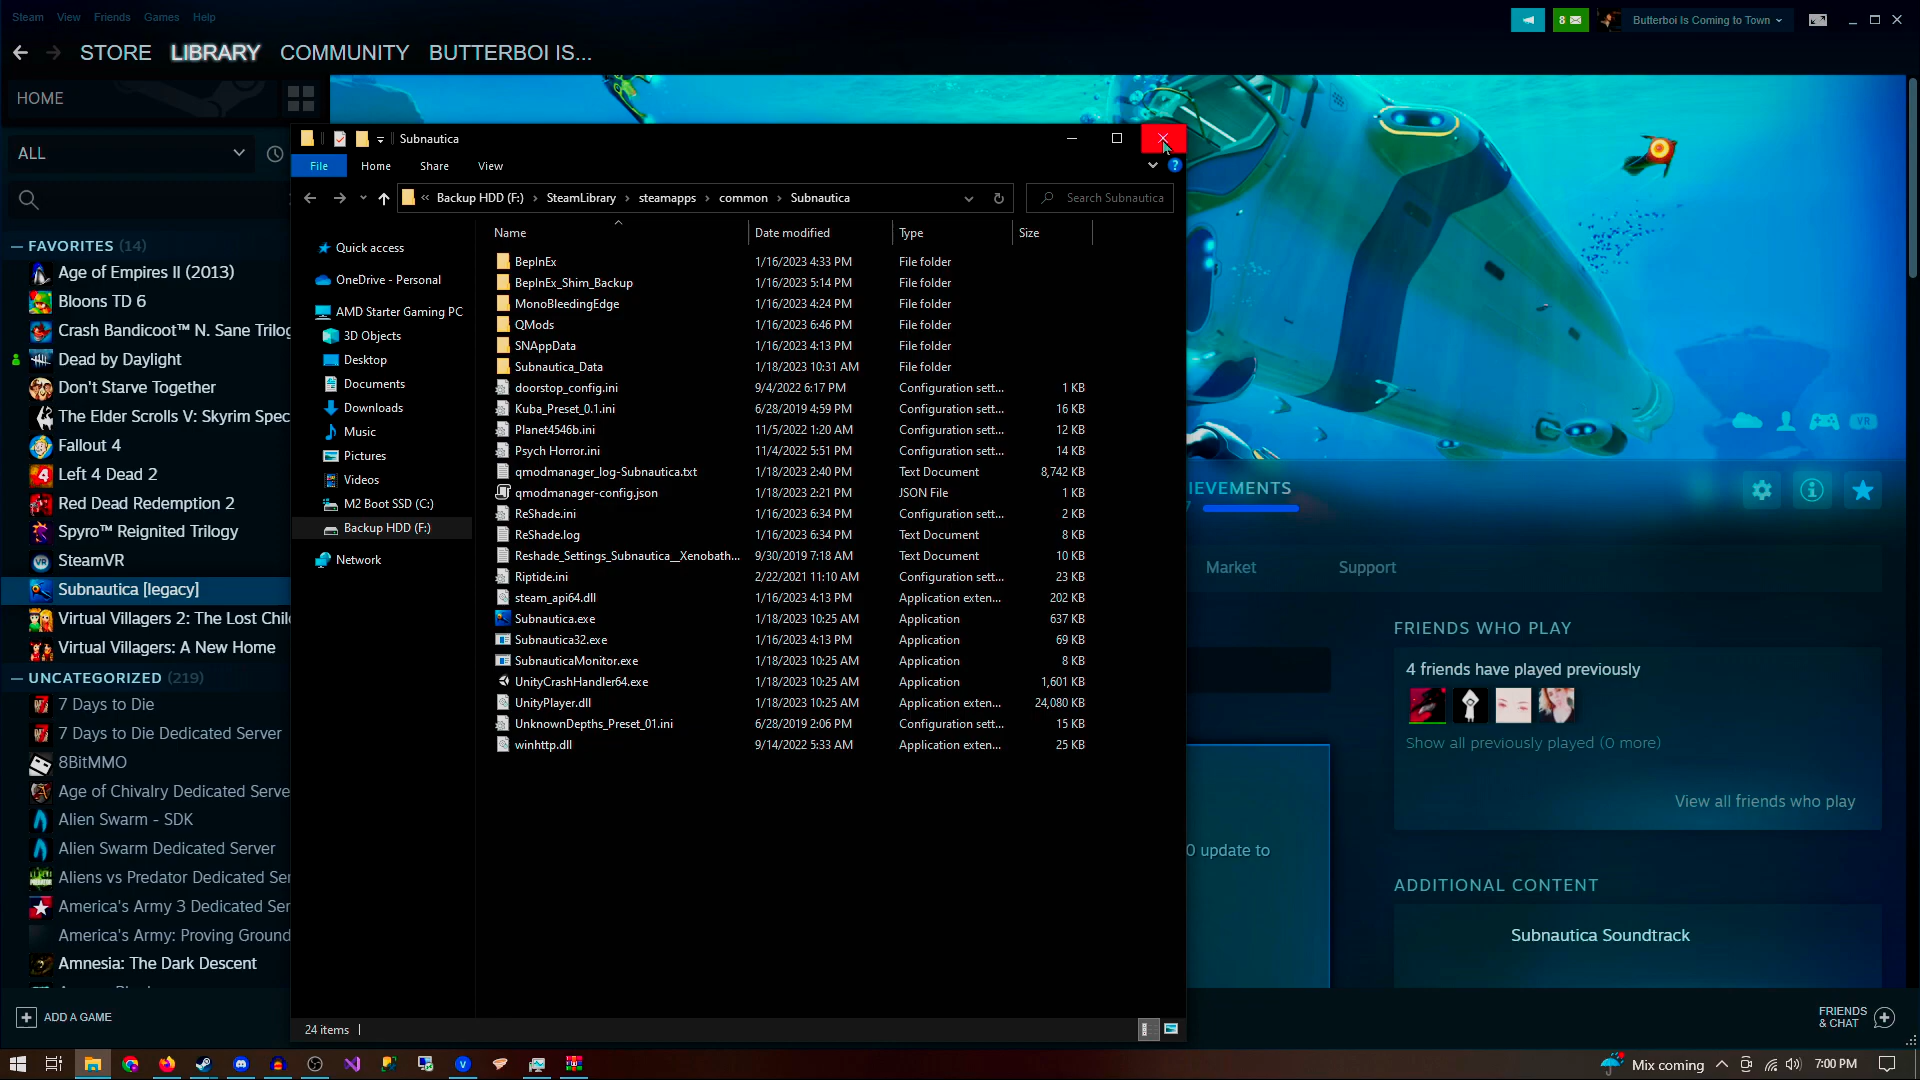 Steam View Friends Games Help
8
Butterboi Is Coming to Town
STORE LIBRARY COMMUNITY BUTTERBOI IS...
HOME
ALL
FAVORITES (14)
Age of Empires II (2013)
Bloons TD 6
Crash Bandicoot™ N. Sane Trilog
Dead by Daylight
Don't Starve Together
The Elder Scrolls V: Skyrim Spec
Fallout 4
Left 4 Dead 2
Red Dead Redemption 2
Spyro™ Reignited Trilogy
SteamVR
Subnautica [legacy]
Virtual Villagers 2: The Lost Chil
Virtual Villagers: A New Home
UNCATEGORIZED (219)
7 Days to Die
7 Days to Die Dedicated Server
8BitMMO
Age of Chivalry Dedicated Serve
Alien Swarm - SDK
Alien Swarm Dedicated Server
Aliens vs Predator Dedicated Ser
America's Army 3 Dedicated Ser
America's Army: Proving Ground
Amnesia: The Dark Descent
ADD A GAME
Subnautica
File Home Share View
« Backup HDD (F:) › SteamLibrary › steamapps › common › Subnautica
Search Subnautica
Quick access
OneDrive - Personal
AMD Starter Gaming PC
3D Objects
Desktop
Documents
Downloads
Music
Pictures
Videos
M2 Boot SSD (C:)
Backup HDD (F:)
Network
Name Date modified Type Size
BepInEx 1/16/2023 4:33 PM File folder
BepInEx_Shim_Backup 1/16/2023 5:14 PM File folder
MonoBleedingEdge 1/16/2023 4:24 PM File folder
QMods 1/16/2023 6:46 PM File folder
SNAppData 1/16/2023 4:13 PM File folder
Subnautica_Data 1/18/2023 10:31 AM File folder
doorstop_config.ini 9/4/2022 6:17 PM Configuration sett... 1 KB
Kuba_Preset_0.1.ini 6/28/2019 4:59 PM Configuration sett... 16 KB
Planet4546b.ini 11/5/2022 1:20 AM Configuration sett... 12 KB
Psych Horror.ini 11/4/2022 5:51 PM Configuration sett... 14 KB
qmodmanager_log-Subnautica.txt 1/18/2023 2:40 PM Text Document 8,742 KB
qmodmanager-config.json 1/18/2023 2:21 PM JSON File 1 KB
ReShade.ini 1/16/2023 6:34 PM Configuration sett... 2 KB
ReShade.log 1/16/2023 6:34 PM Text Document 8 KB
Reshade_Settings_Subnautica__Xenobath... 9/30/2019 7:18 AM Text Document 10 KB
Riptide.ini 2/22/2021 11:10 AM Configuration sett... 23 KB
steam_api64.dll 1/16/2023 4:13 PM Application exten... 202 KB
Subnautica.exe 1/18/2023 10:25 AM Application 637 KB
Subnautica32.exe 1/16/2023 4:13 PM Application 69 KB
SubnauticaMonitor.exe 1/18/2023 10:25 AM Application 8 KB
UnityCrashHandler64.exe 1/18/2023 10:25 AM Application 1,601 KB
UnityPlayer.dll 1/18/2023 10:25 AM Application exten... 24,080 KB
UnknownDepths_Preset_01.ini 6/28/2019 2:06 PM Configuration sett... 15 KB
winhttp.dll 9/14/2022 5:33 AM Application exten... 25 KB
24 items
VR
IEVEMENTS
Market Support
FRIENDS WHO PLAY
4 friends have played previously
Show all previously played (0 more)
View all friends who play
0 update to
ADDITIONAL CONTENT
Subnautica Soundtrack
FRIENDS
& CHAT
Mix coming
7:00 PM